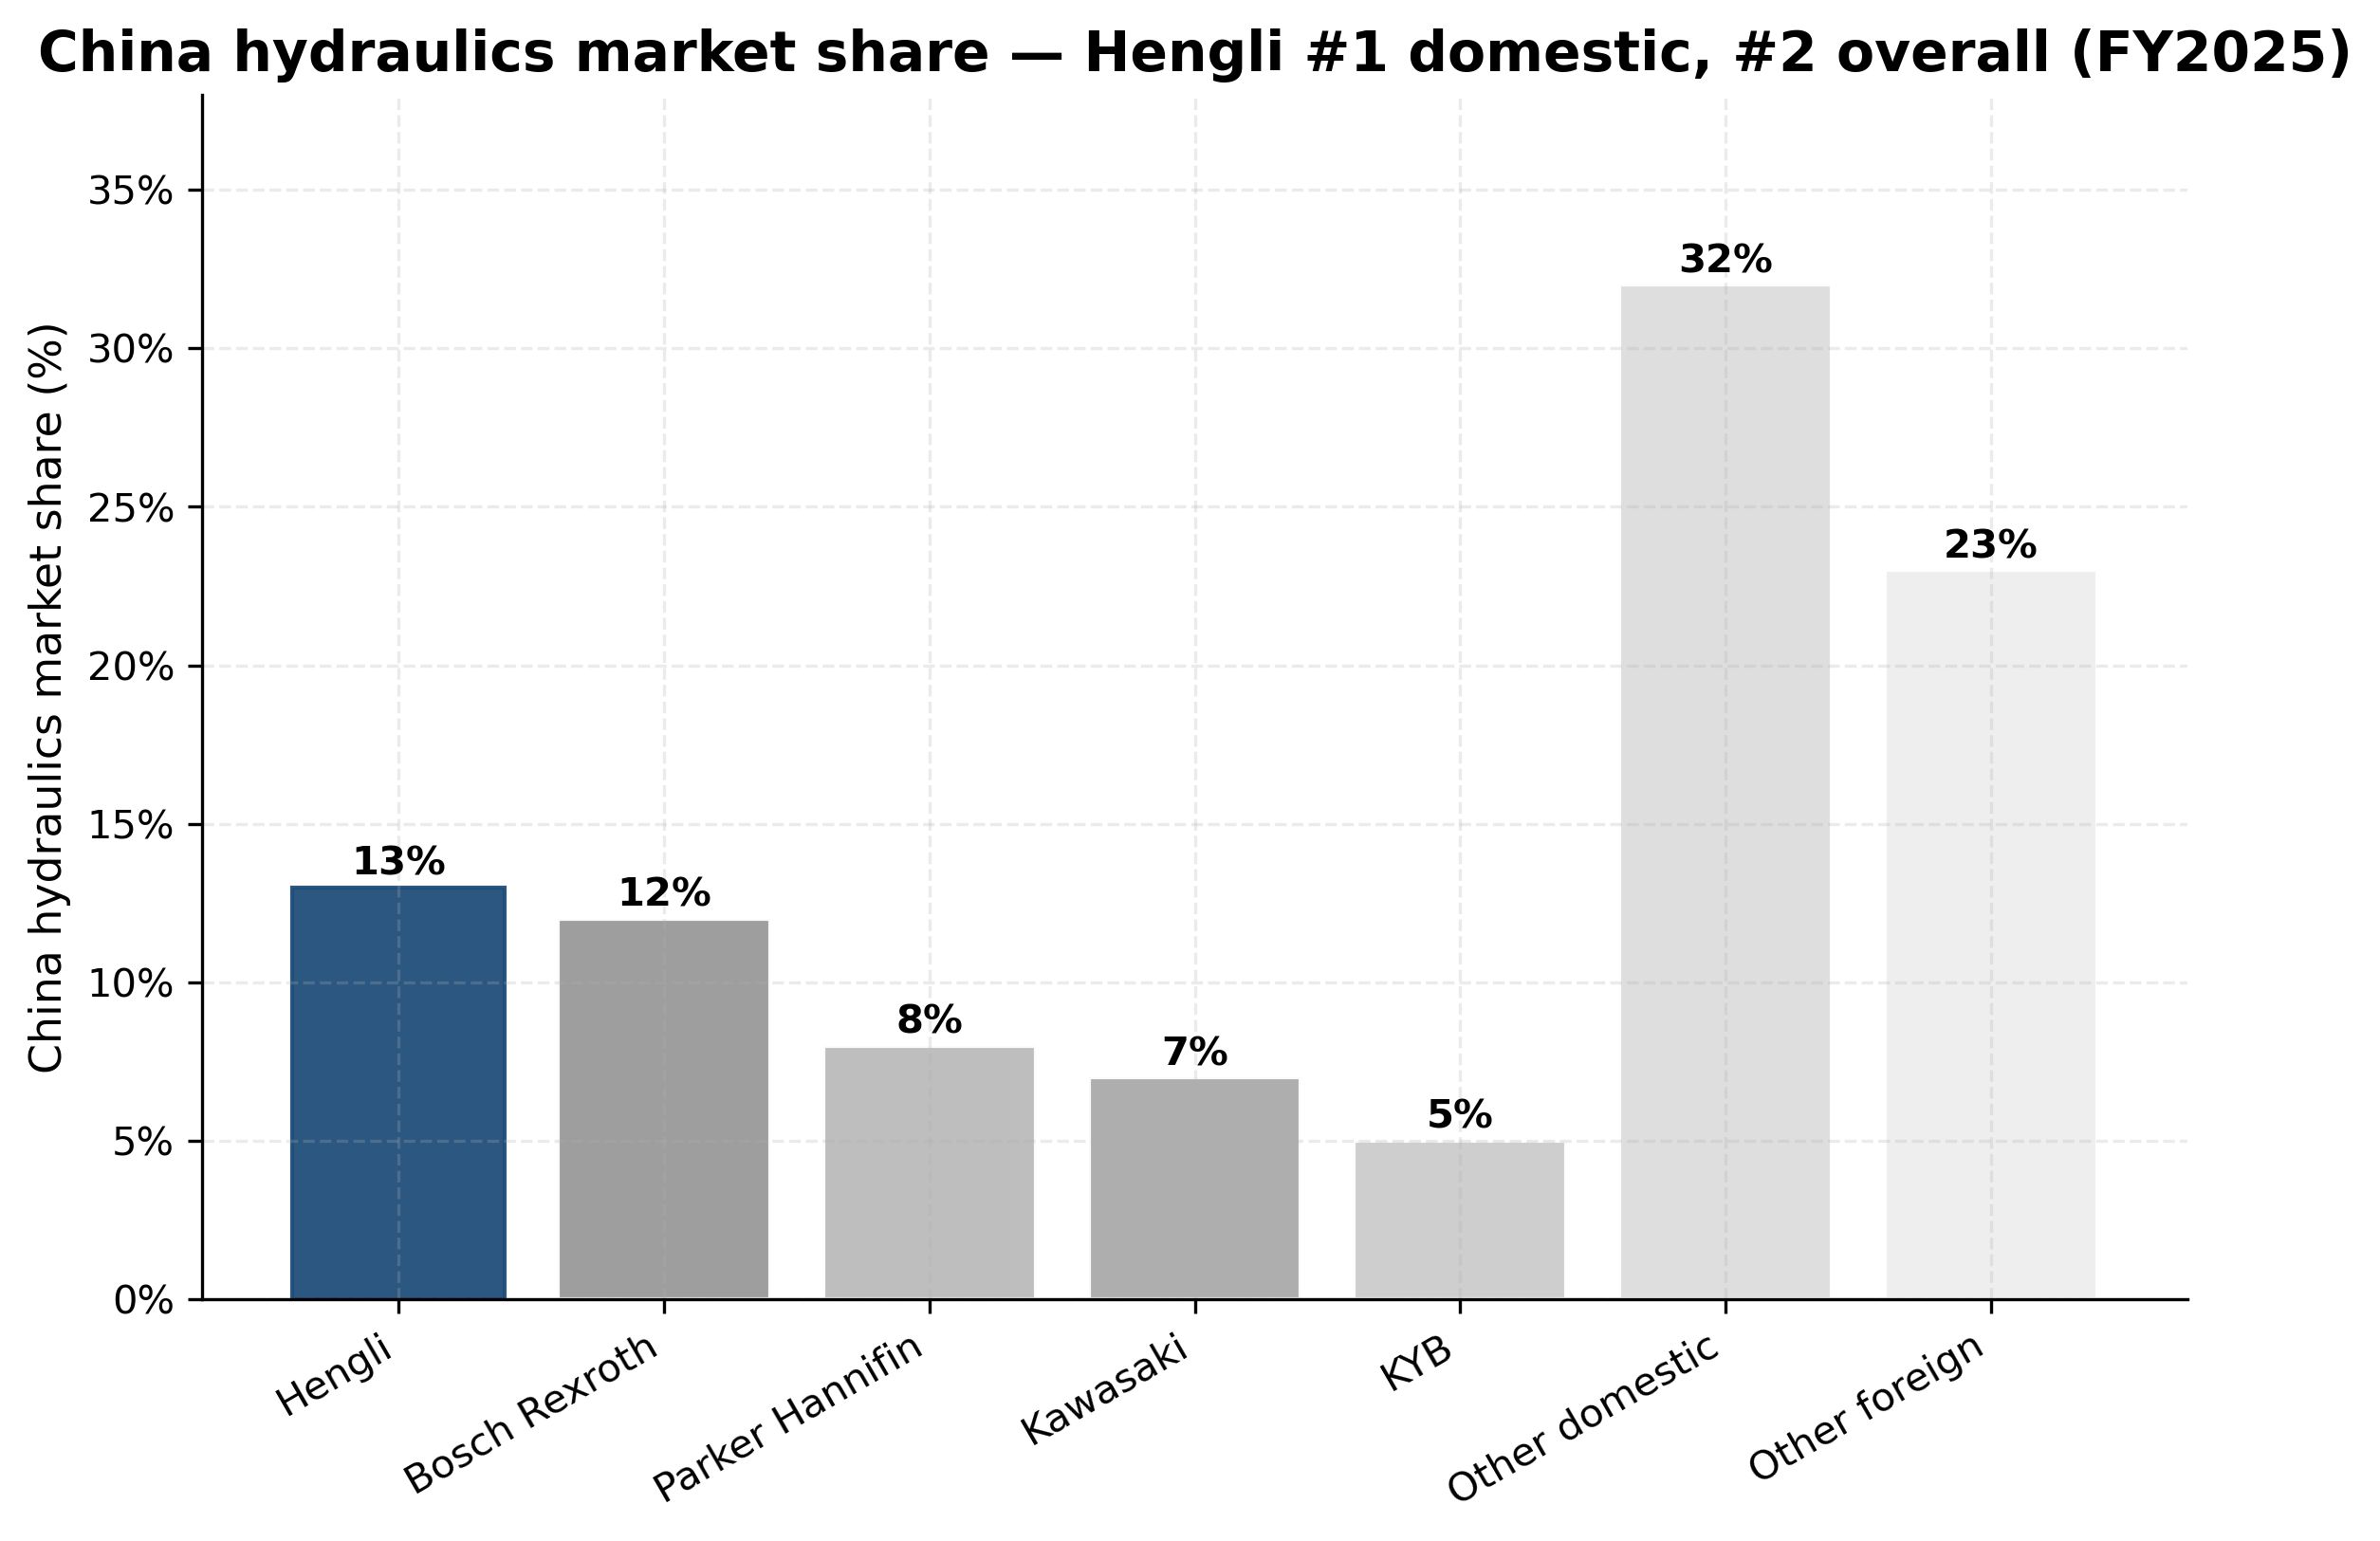 China hydraulics market share — Hengli #1 domestic, #2 overall (FY2025)
China hydraulics market share (%)
35%
30%
25%
20%
15%
10%
5%
0%
13%
12%
8%
7%
5%
32%
23%
Hengli
Bosch Rexroth
Parker Hannifin
Kawasaki
KYB
Other domestic
Other foreign